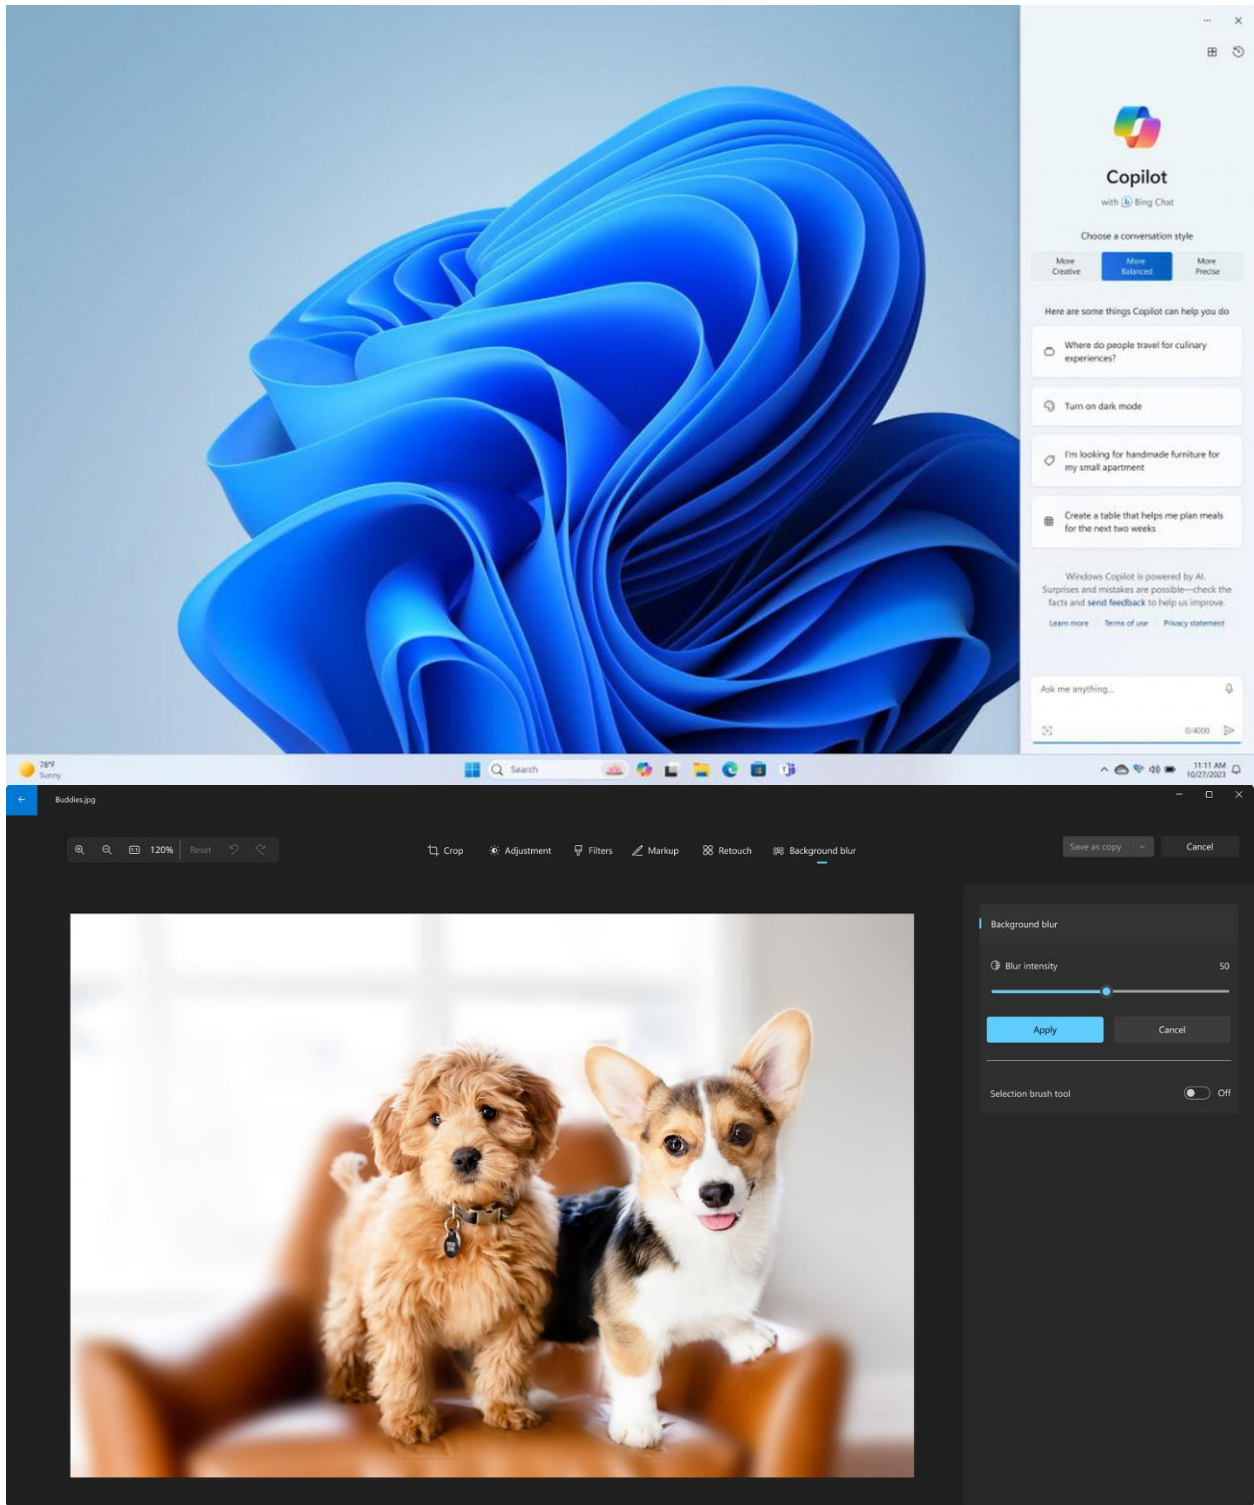 Copilot
with Bing Chat
Choose a conversation style
More Creative
More Balanced
More Precise
Here are some things Copilot can help you do
Where do people travel for culinary
experiences?
Turn on dark mode
I'm looking for handmade furniture for
my small apartment
Create a table that helps me plan meals
for the next two weeks
Windows Copilot is powered by AI.
Surprises and mistakes are possible—check the
facts and send feedback to help us improve.
Learn more Terms of use Privacy statement
Ask me anything...
0/4000
78°F
Sunny
Search
11:11 AM
10/27/2023
Buddies.jpg
120% Reset
Crop Adjustment Filters Markup Retouch Background blur
Save as copy Cancel
Background blur
Blur intensity 50
Apply Cancel
Selection brush tool Off